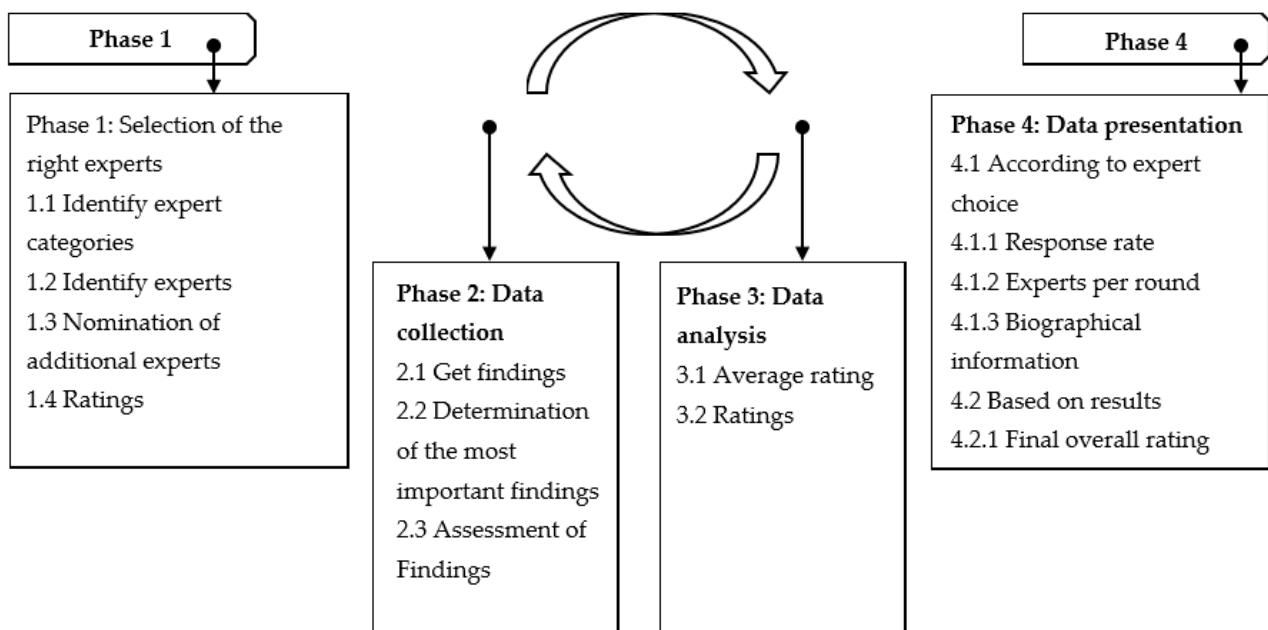 Phase 1
Phase 4
Phase 1: Selection of the
right experts
1.1 Identify expert
categories
1.2 Identify experts
1.3 Nomination of
additional experts
1.4 Ratings
Phase 2: Data
collection
2.1 Get findings
2.2 Determination
of the most
important findings
2.3 Assessment of
Findings
Phase 3: Data
analysis
3.1 Average rating
3.2 Ratings
Phase 4: Data presentation
4.1 According to expert
choice
4.1.1 Response rate
4.1.2 Experts per round
4.1.3 Biographical
information
4.2 Based on results
4.2.1 Final overall rating